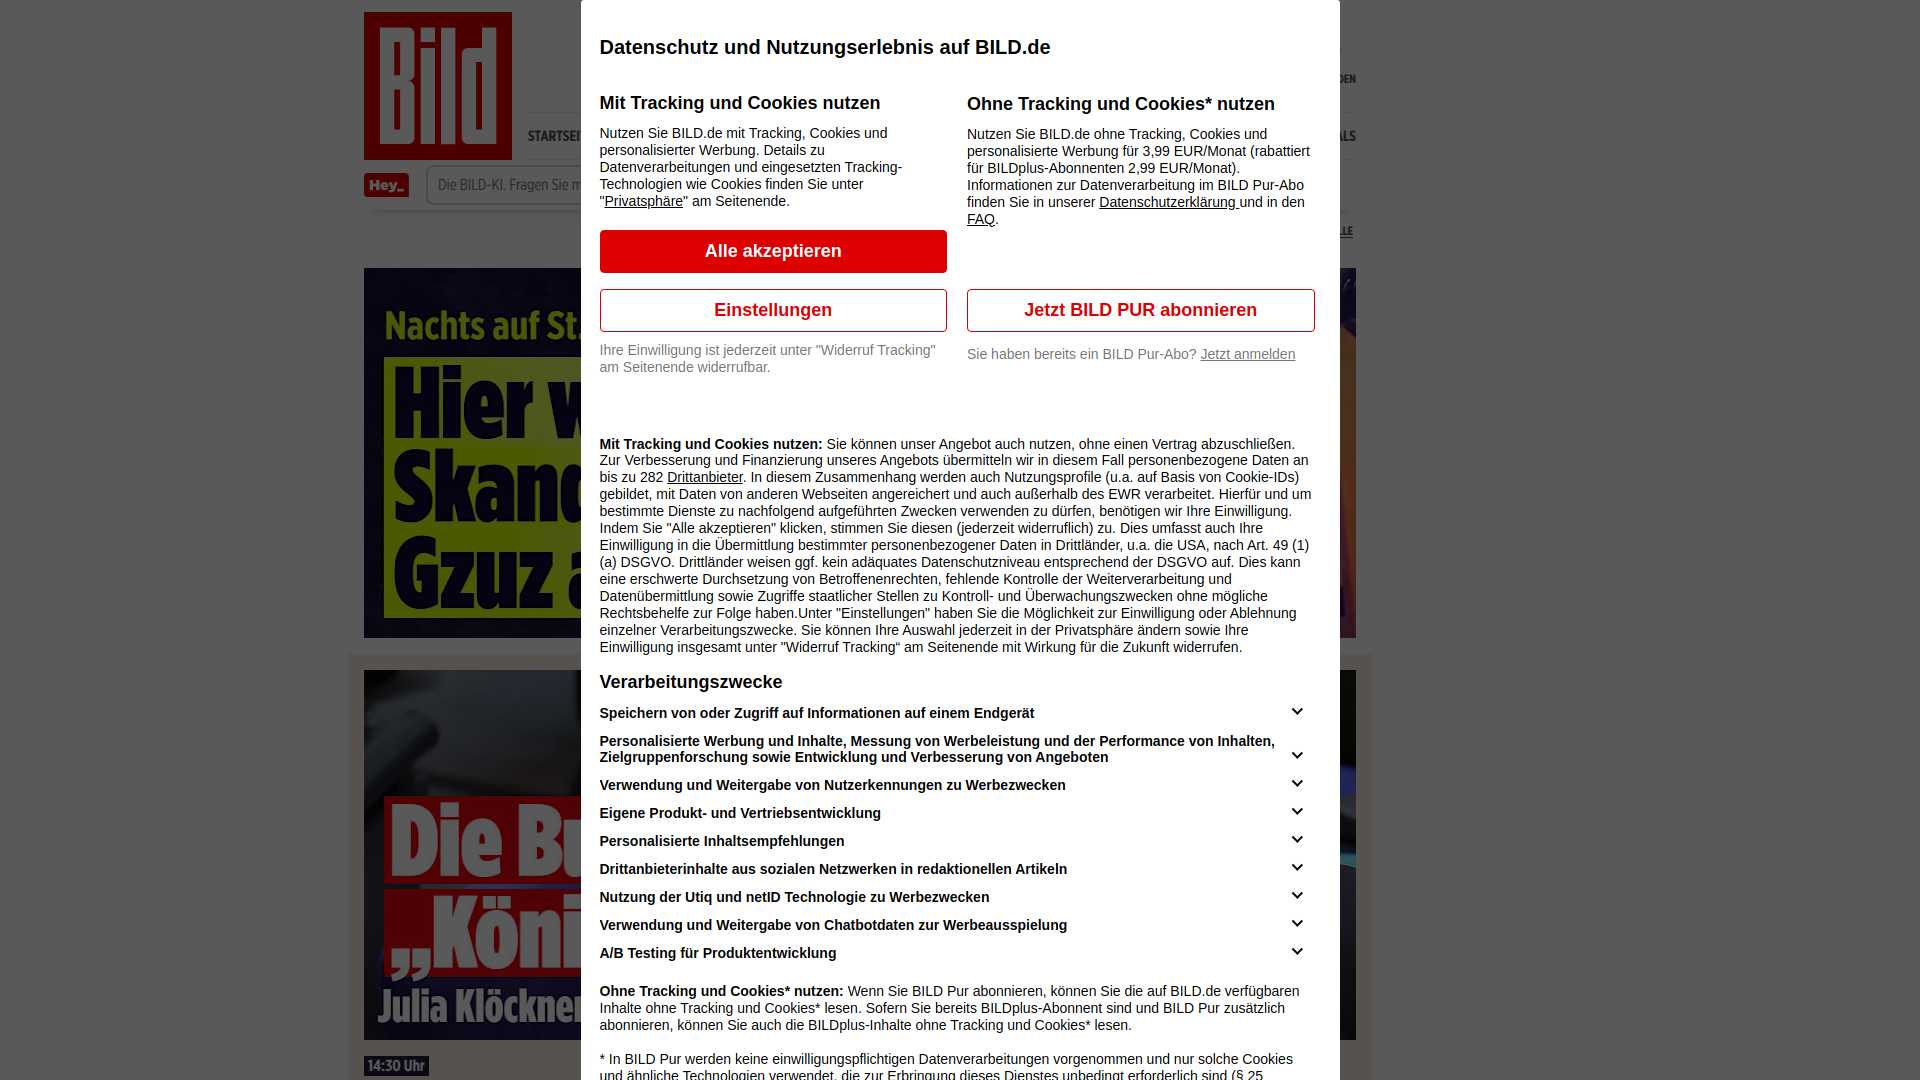 Bild
Datenschutz und Nutzungserlebnis auf BILD.de
Mit Tracking und Cookies nutzen
Nutzen Sie BILD.de mit Tracking, Cookies und
personalisierter Werbung. Details zu
Datenverarbeitungen und eingesetzten Tracking-
Technologien wie Cookies finden Sie unter
"Privatsphäre" am Seitenende.
Alle akzeptieren
Einstellungen
Ihre Einwilligung ist jederzeit unter "Widerruf Tracking"
am Seitenende widerrufbar.
Ohne Tracking und Cookies* nutzen
Nutzen Sie BILD.de ohne Tracking, Cookies und
personalisierte Werbung für 3,99 EUR/Monat (rabattiert
für BILDplus-Abonnenten 2,99 EUR/Monat).
Informationen zur Datenverarbeitung im BILD Pur-Abo
finden Sie in unserer Datenschutzerklärung und in den
FAQ.
Jetzt BILD PUR abonnieren
Sie haben bereits ein BILD Pur-Abo? Jetzt anmelden
Mit Tracking und Cookies nutzen: Sie können unser Angebot auch nutzen, ohne einen Vertrag abzuschließen.
Zur Verbesserung und Finanzierung unseres Angebots übermitteln wir in diesem Fall personenbezogene Daten an
bis zu 282 Drittanbieter. In diesem Zusammenhang werden auch Nutzungsprofile (u.a. auf Basis von Cookie-IDs)
gebildet, mit Daten von anderen Webseiten angereichert und auch außerhalb des EWR verarbeitet. Hierfür und um
bestimmte Dienste zu nachfolgend aufgeführten Zwecken verwenden zu dürfen, benötigen wir Ihre Einwilligung.
Indem Sie "Alle akzeptieren" klicken, stimmen Sie diesen (jederzeit widerruflich) zu. Dies umfasst auch Ihre
Einwilligung in die Übermittlung bestimmter personenbezogener Daten in Drittländer, u.a. die USA, nach Art. 49 (1)
(a) DSGVO. Drittländer weisen ggf. kein adäquates Datenschutzniveau entsprechend der DSGVO auf. Dies kann
eine erschwerte Durchsetzung von Betroffenenrechten, fehlende Kontrolle der Weiterverarbeitung und
Datenübermittlung sowie Zugriffe staatlicher Stellen zu Kontroll- und Überwachungszwecken ohne mögliche
Rechtsbehelfe zur Folge haben.Unter "Einstellungen" haben Sie die Möglichkeit zur Einwilligung oder Ablehnung
einzelner Verarbeitungszwecke. Sie können Ihre Auswahl jederzeit in der Privatsphäre ändern sowie Ihre
Einwilligung insgesamt unter "Widerruf Tracking“ am Seitenende mit Wirkung für die Zukunft widerrufen.
Verarbeitungszwecke
Speichern von oder Zugriff auf Informationen auf einem Endgerät
Personalisierte Werbung und Inhalte, Messung von Werbeleistung und der Performance von Inhalten,
Zielgruppenforschung sowie Entwicklung und Verbesserung von Angeboten
Verwendung und Weitergabe von Nutzerkennungen zu Werbezwecken
Eigene Produkt- und Vertriebsentwicklung
Personalisierte Inhaltsempfehlungen
Drittanbieterinhalte aus sozialen Netzwerken in redaktionellen Artikeln
Nutzung der Utiq und netID Technologie zu Werbezwecken
Verwendung und Weitergabe von Chatbotdaten zur Werbeausspielung
A/B Testing für Produktentwicklung
Ohne Tracking und Cookies* nutzen: Wenn Sie BILD Pur abonnieren, können Sie die auf BILD.de verfügbaren
Inhalte ohne Tracking und Cookies* lesen. Sofern Sie bereits BILDplus-Abonnent sind und BILD Pur zusätzlich
abonnieren, können Sie auch die BILDplus-Inhalte ohne Tracking und Cookies* lesen.
* In BILD Pur werden keine einwilligungspflichtigen Datenverarbeitungen vorgenommen und nur solche Cookies
und ähnliche Technologien verwendet, die zur Erbringung dieses Dienstes unbedingt erforderlich sind (§ 25
STARTSEI
Hey_
Die BILD-KI. Fragen Sie
Nachts auf St.
Hier
Skand
Gzuz
Die
„Köni
Julia Klöckner
14:30 Uhr